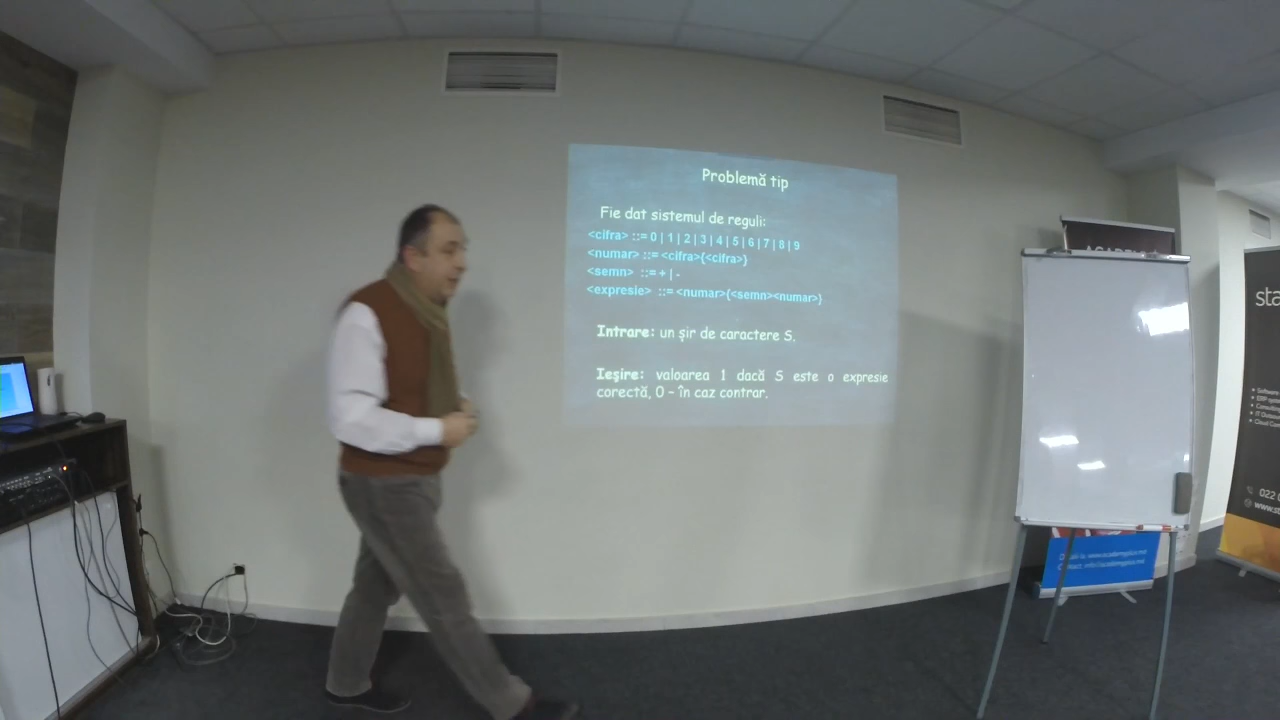 Problemă tip
Fie dat sistemul de reguli:
<cifra> ::= 0 | 1 | 2 | 3 | 4 | 5 | 6 | 7 | 8 | 9
<numar> ::= <cifra>{<cifra>}
<semn> ::= + | -
<expresie> ::= <numar>{<semn><numar>}
Intrare: un şir de caractere S.
Ieşire: valoarea 1 dacă S este o expresie
corectă, 0 – în caz contrar.
022